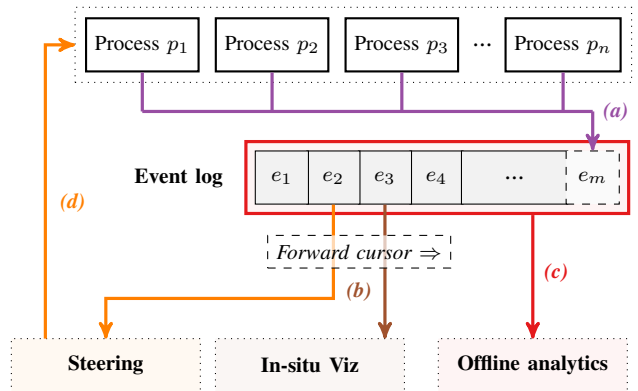 Process p₁ Process p₂ Process p₃ ... Process pₙ
(a)
Event log e₁ e₂ e₃ e₄ ... eₘ
(d)
Forward cursor ⇒
(c)
(b)
Steering In-situ Viz Offline analytics